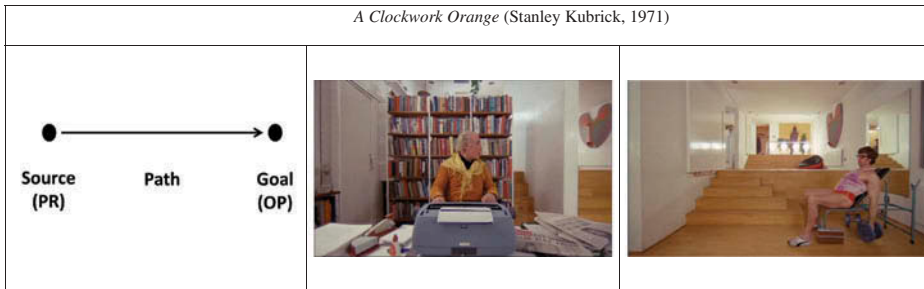 A Clockwork Orange (Stanley Kubrick, 1971)
Source Path Goal
(PR) (OP)